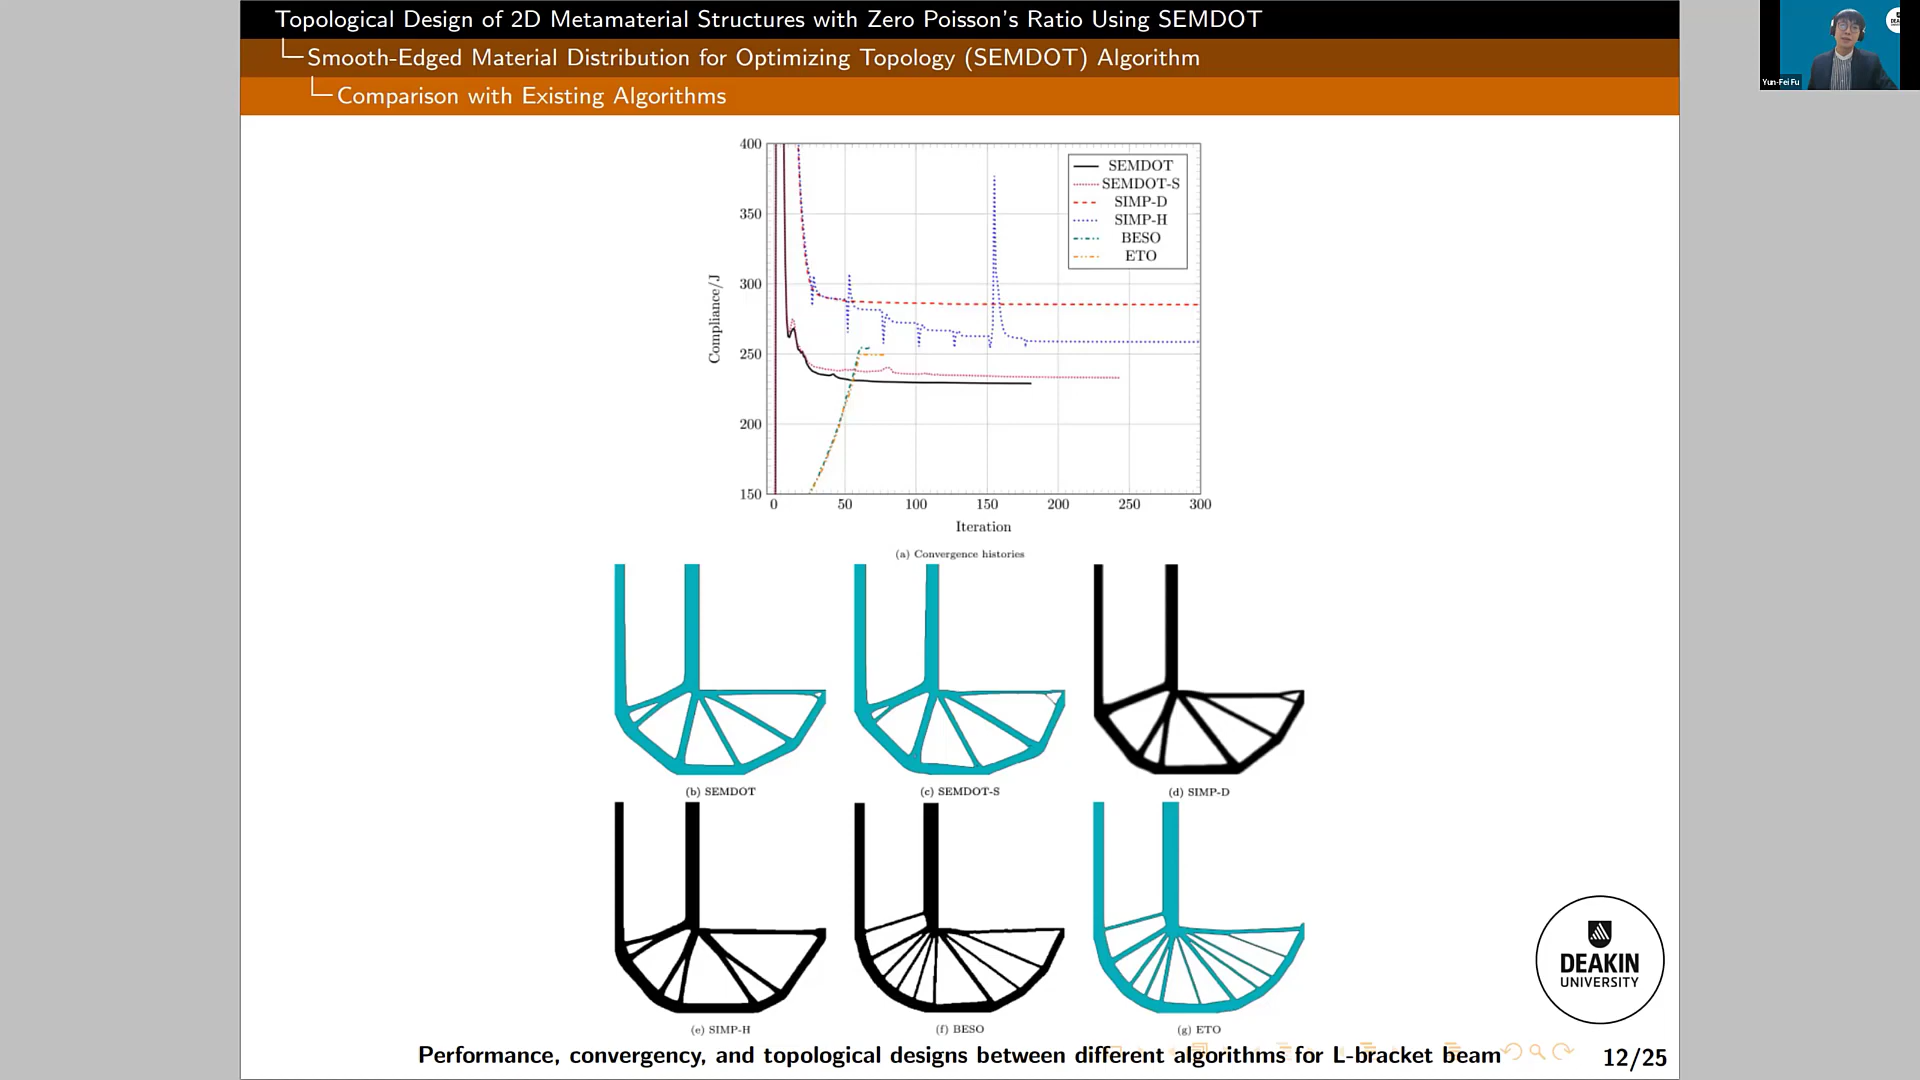 Topological Design of 2D Metamaterial Structures with Zero Poisson's Ratio Using SEMDOT
Smooth-Edged Material Distribution for Optimizing Topology (SEMDOT) Algorithm
Comparison with Existing Algorithms
Yun-Fei Fu
400
350
300
250
200
150
Compliance/J
SEMDOT
SEMDOT-S
SIMP-D
SIMP-H
BESO
ETO
0 50 100 150 200 250 300
Iteration
(a) Convergence histories
(b) SEMDOT
(c) SEMDOT-S
(d) SIMP-D
(e) SIMP-H
(f) BESO
(g) ETO
DEAKIN
UNIVERSITY
Performance, convergency, and topological designs between different algorithms for L-bracket beam
12/25